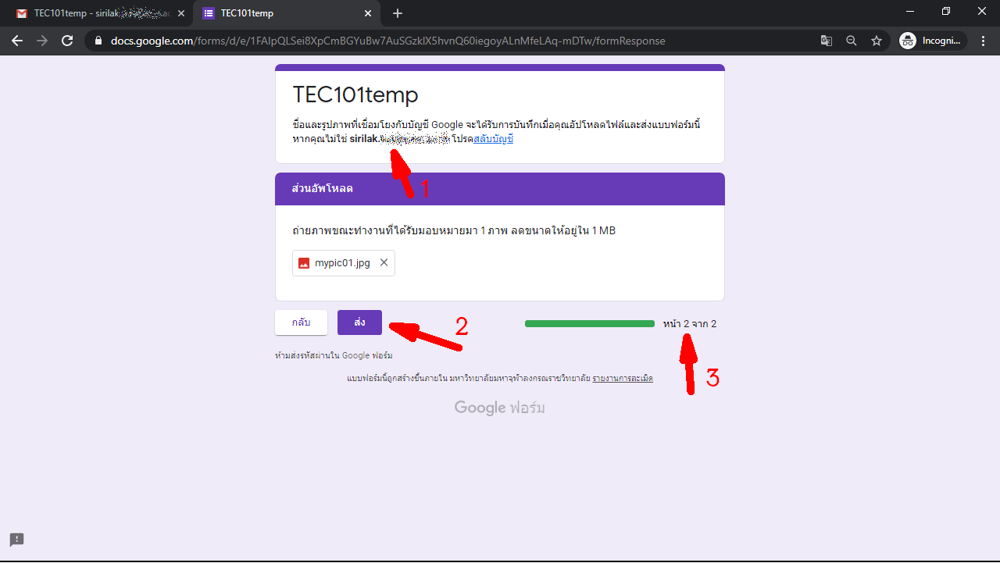 TEC101temp - sirilak.
TEC101temp
docs.google.com/forms/d/e/1FAIpQLSei8XpCmBGYuBw7AuSGzklX5hvnQ60iegoyALnMfeLAq-mDTw/formResponse
Incogni...
TEC101temp
ชื่อและรูปภาพที่เชื่อมโยงกับบัญชี Google จะได้รับการบันทึกเมื่อคุณอัปโหลดไฟล์และส่งแบบฟอร์มนี้
หากคุณไม่ใช่ sirilak. โปรดสลับบัญชี
1
ส่วนอัพโหลด
ถ่ายภาพขณะทำงานที่ได้รับมอบหมายมา 1 ภาพ ลดขนาดให้อยู่ใน 1 MB
mypic01.jpg
กลับ
ส่ง
2
หน้า 2 จาก 2
3
ห้ามส่งรหัสผ่านใน Google ฟอร์ม
แบบฟอร์มนี้ถูกสร้างขึ้นภายใน มหาวิทยาลัยมหาจุฬาลงกรณราชวิทยาลัย รายงานการละเมิด
Google ฟอร์ม